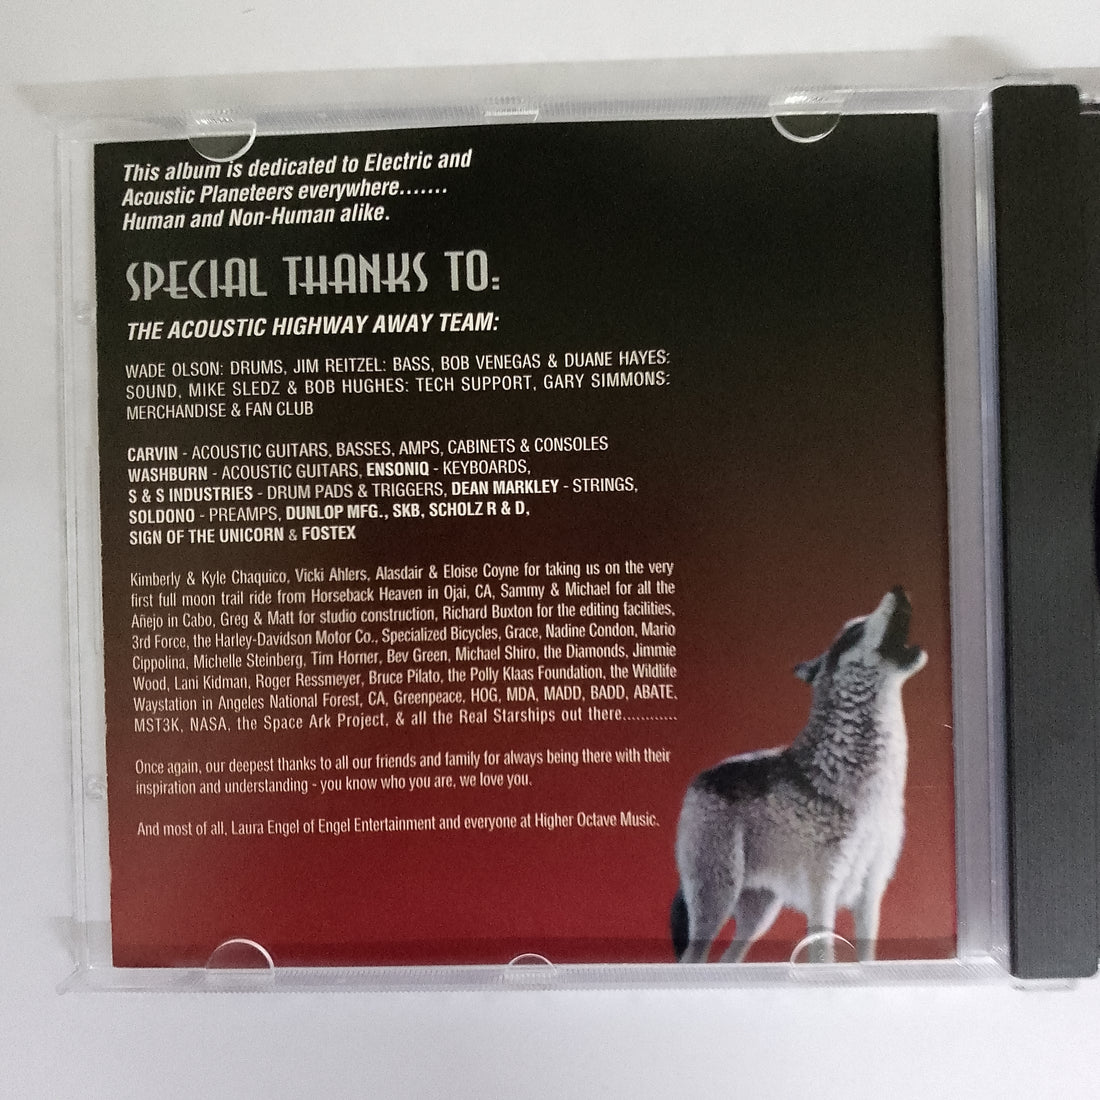 This album is dedicated to Electric and
Acoustic Planeteers everywhere.......
Human and Non-Human alike.
SPECIAL THANKS TO:
THE ACOUSTIC HIGHWAY AWAY TEAM:
WADE OLSON: DRUMS, JIM REITZEL: BASS, BOB VENEGAS & DUANE HAYES:
SOUND, MIKE SLEDZ & BOB HUGHES: TECH SUPPORT, GARY SIMMONS:
MERCHANDISE & FAN CLUB
CARVIN - ACOUSTIC GUITARS, BASSES, AMPS, CABINETS & CONSOLES
WASHBURN - ACOUSTIC GUITARS, ENSONIQ - KEYBOARDS,
S & S INDUSTRIES - DRUM PADS & TRIGGERS, DEAN MARKLEY - STRINGS,
SOLDONO - PREAMPS, DUNLOP MFG., SKB, SCHOLZ R & D,
SIGN OF THE UNICORN & FOSTEX
Kimberly & Kyle Chaquico, Vicki Ahlers, Alasdair & Eloise Coyne for taking us on the very
first full moon trail ride from Horseback Heaven in Ojai, CA, Sammy & Michael for all the
Añejo in Cabo, Greg & Matt for studio construction, Richard Buxton for the editing facilities,
3rd Force, the Harley-Davidson Motor Co., Specialized Bicycles, Grace, Nadine Condon, Mario
Cippolina, Michelle Steinberg, Tim Horner, Bev Green, Michael Shiro, the Diamonds, Jimmie
Wood, Lani Kidman, Roger Ressmeyer, Bruce Pilato, the Polly Klaas Foundation, the Wildlife
Waystation in Angeles National Forest, CA, Greenpeace, HOG, MDA, MADD, BADD, ABATE,
MST3K, NASA, the Space Ark Project, & all the Real Starships out there............
Once again, our deepest thanks to all our friends and family for always being there with their
inspiration and understanding - you know who you are, we love you.
And most of all, Laura Engel of Engel Entertainment and everyone at Higher Octave Music.